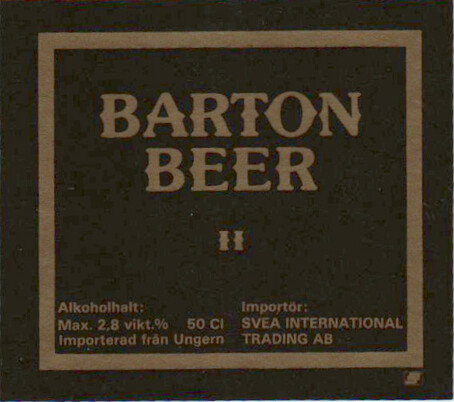 BARTON
BEER
II
Alkoholhalt:
Max. 2,8 vikt.% 50 Cl
Importerad från Ungern
Importör:
SVEA INTERNATIONAL
TRADING AB